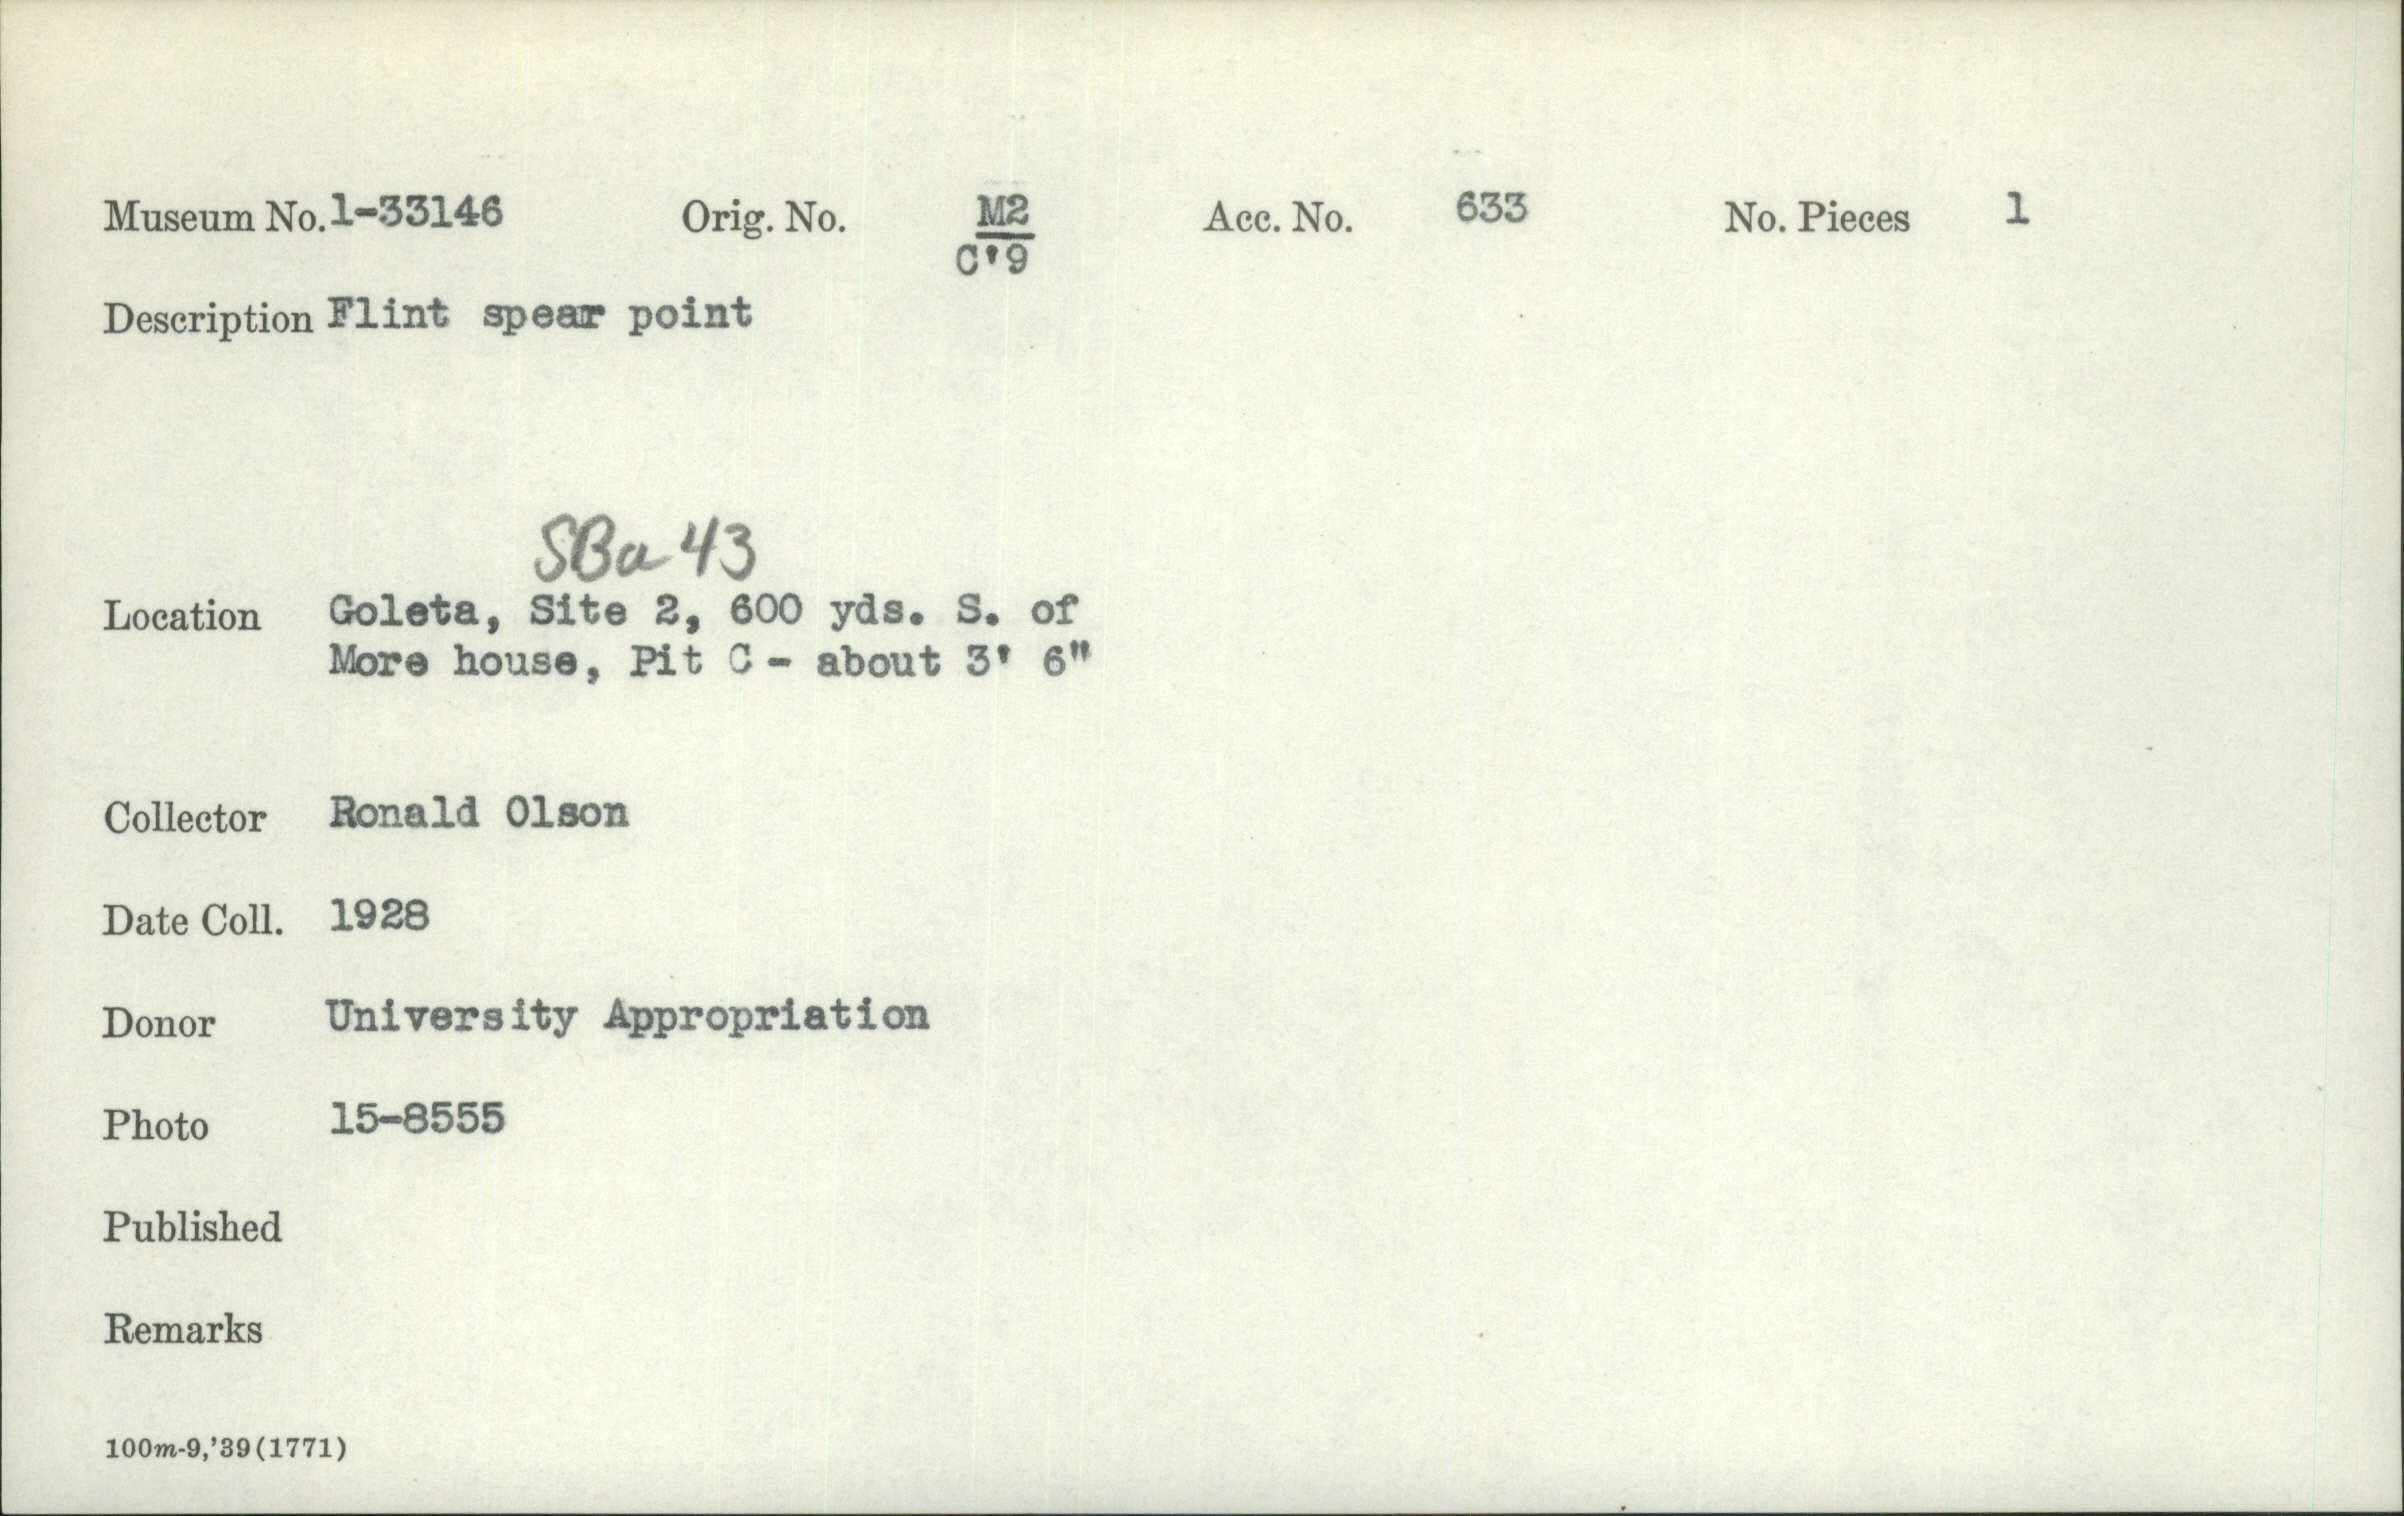 Museum No. 1-33146 Orig. No. M2 Acc. No. 633 No. Pieces 1
C'9
Description Flint spear point
SBa 43
Location Goleta, Site 2, 600 yds. S. of
More house, Pit C - about 3' 6"
Collector Ronald Olson
Date Coll. 1928
Donor University Appropriation
Photo 15-8555
Published
Remarks
100m-9,'39(1771)